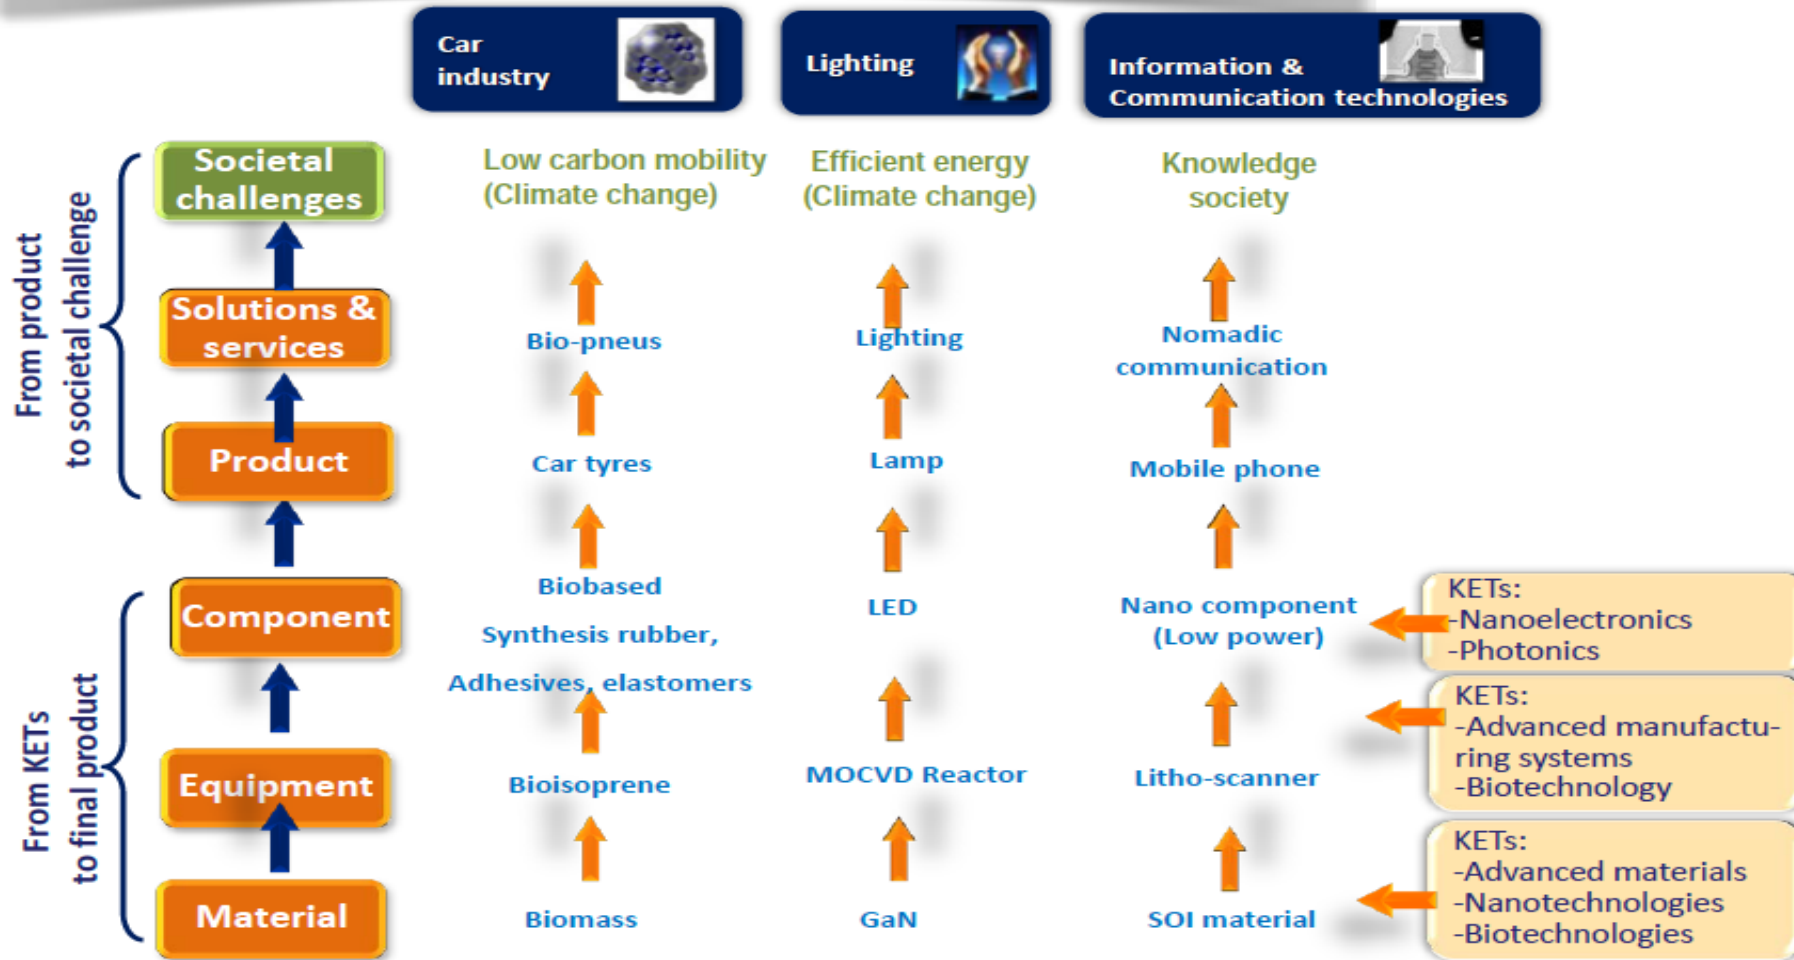 Car
industry
Lighting
Information &
Communication technologies
Societal
challenges
Low carbon mobility
(Climate change)
Efficient energy
(Climate change)
Knowledge
society
From product
to societal challenge
Solutions &
services
Bio-pneus
Lighting
Nomadic
communication
Product
Car tyres
Lamp
Mobile phone
Component
Biobased
Synthesis rubber,
Adhesives, elastomers
LED
Nano component
(Low power)
KETs:
-Nanoelectronics
-Photonics
From KETs
to final product
Equipment
Bioisoprene
MOCVD Reactor
Litho-scanner
KETs:
-Advanced manufactu-
ring systems
-Biotechnology
Material
Biomass
GaN
SOI material
KETs:
-Advanced materials
-Nanotechnologies
-Biotechnologies